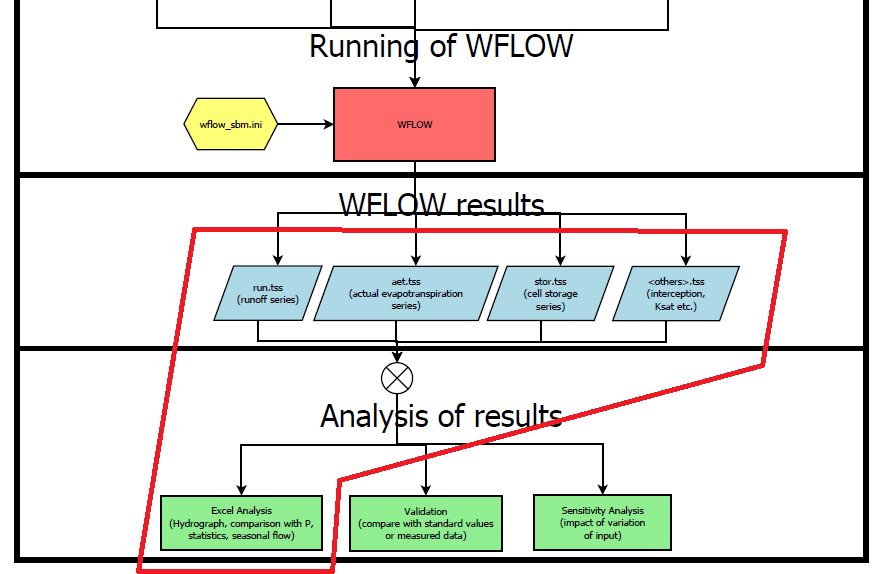 Running of WFLOW
wflow_sbm.ini
WFLOW
WFLOW results
run.tss
(runoff series)
aet.tss
(actual evapotranspiration
series)
stor.tss
(cell storage
series)
<others>.tss
(interception,
Ksat etc.)
Analysis of results
Excel Analysis
(Hydrograph, comparison with P,
statistics, seasonal flow)
Validation
(compare with standard values
or measured data)
Sensitivity Analysis
(impact of variation
of input)